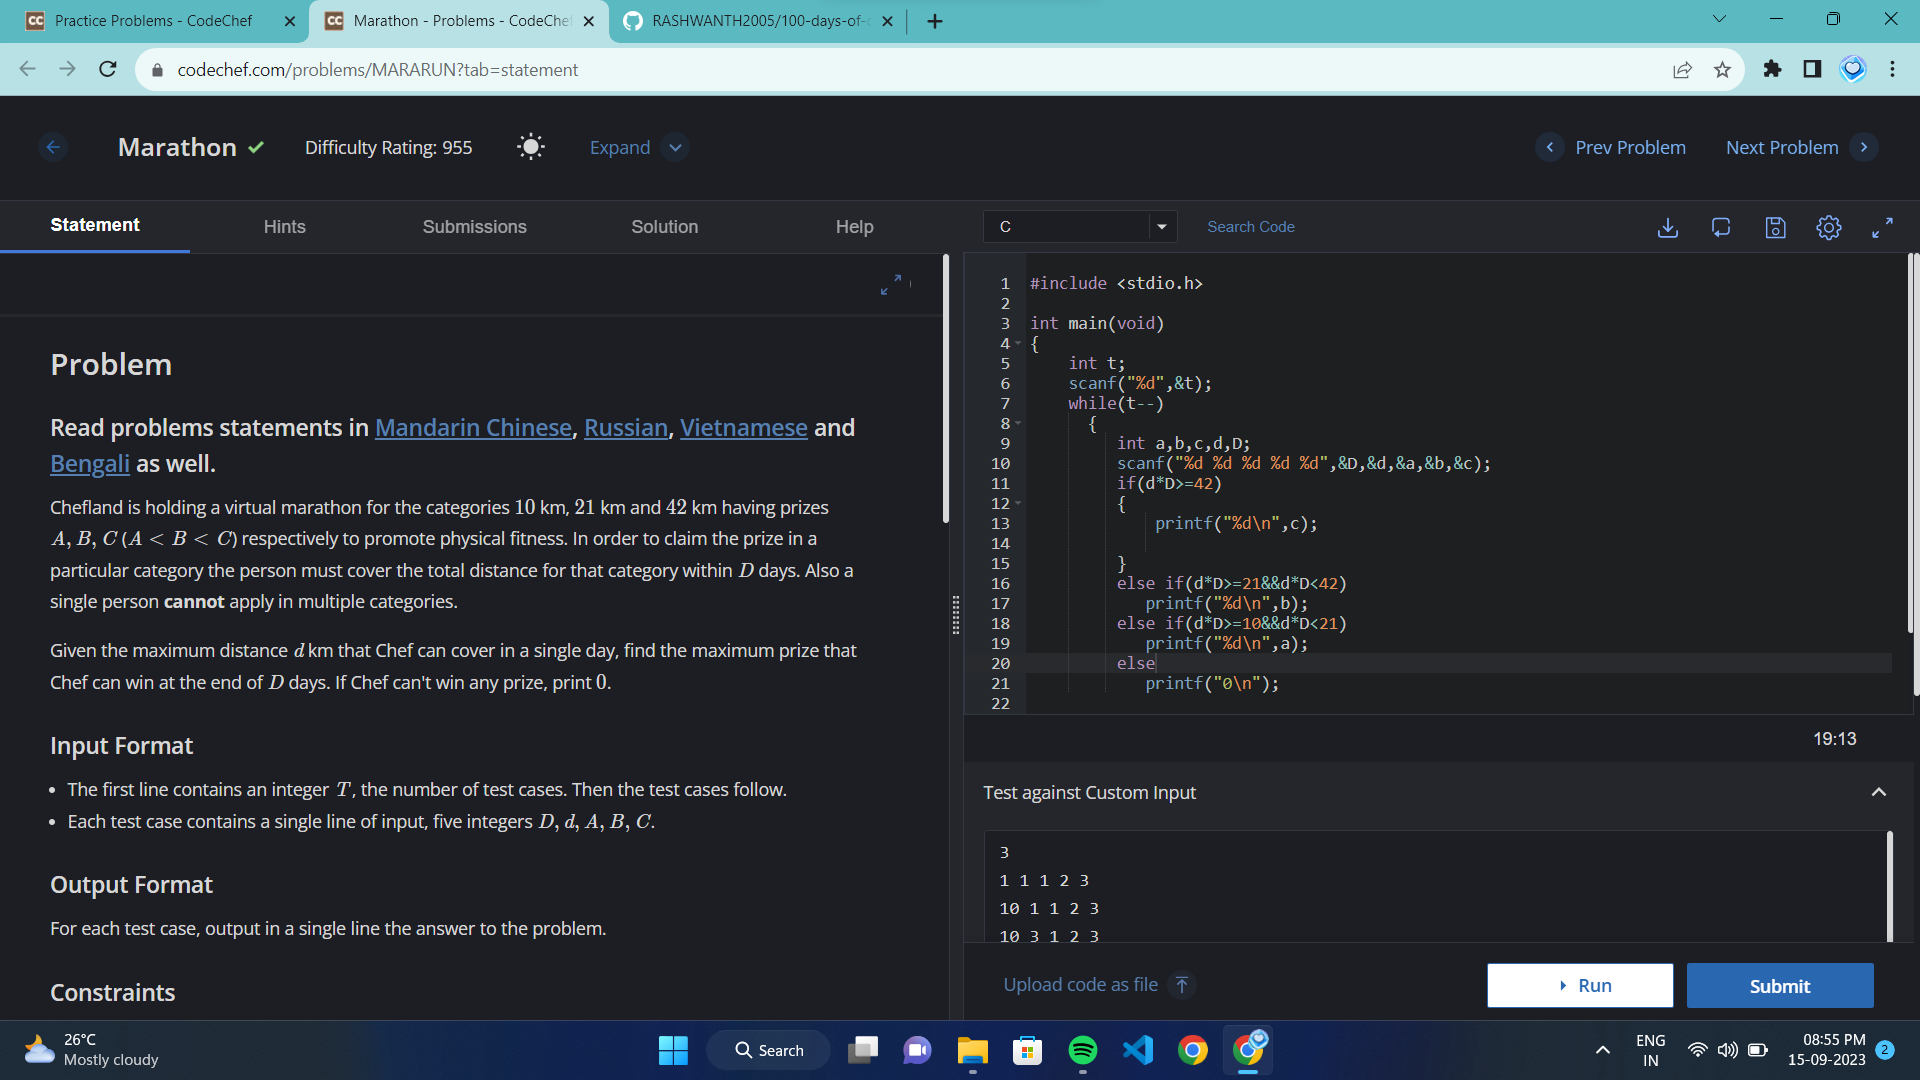 Practice Problems - CodeChef
Marathon - Problems - CodeChef
RASHWANTH2005/100-days-of-c
codechef.com/problems/MARARUN?tab=statement
Marathon
Difficulty Rating: 955
Expand
Prev Problem
Next Problem
Statement
Hints
Submissions
Solution
Help
Problem
Read problems statements in Mandarin Chinese, Russian, Vietnamese and
Bengali as well.
Chefland is holding a virtual marathon for the categories 10 km, 21 km and 42 km having prizes
A, B, C (A < B < C) respectively to promote physical fitness. In order to claim the prize in a
particular category the person must cover the total distance for that category within D days. Also a
single person cannot apply in multiple categories.
Given the maximum distance d km that Chef can cover in a single day, find the maximum prize that
Chef can win at the end of D days. If Chef can't win any prize, print 0.
Input Format
• The first line contains an integer T, the number of test cases. Then the test cases follow.
• Each test case contains a single line of input, five integers D, d, A, B, C.
Output Format
For each test case, output in a single line the answer to the problem.
Constraints
C
Search Code
1 #include <stdio.h>
2
3 int main(void)
4 {
5 int t;
6 scanf("%d",&t);
7 while(t--)
8 {
9 int a,b,c,d,D;
10 scanf("%d %d %d %d %d",&D,&d,&a,&b,&c);
11 if(d*D>=42)
12 {
13 printf("%d\n",c);
14
15 }
16 else if(d*D>=21&&d*D<42)
17 printf("%d\n",b);
18 else if(d*D>=10&&d*D<21)
19 printf("%d\n",a);
20 else
21 printf("0\n");
22
19:13
Test against Custom Input
3
1 1 1 2 3
10 1 1 2 3
10 3 1 2 3
Upload code as file
Run
Submit
26°C
Mostly cloudy
Search
ENG
IN
08:55 PM
15-09-2023
2